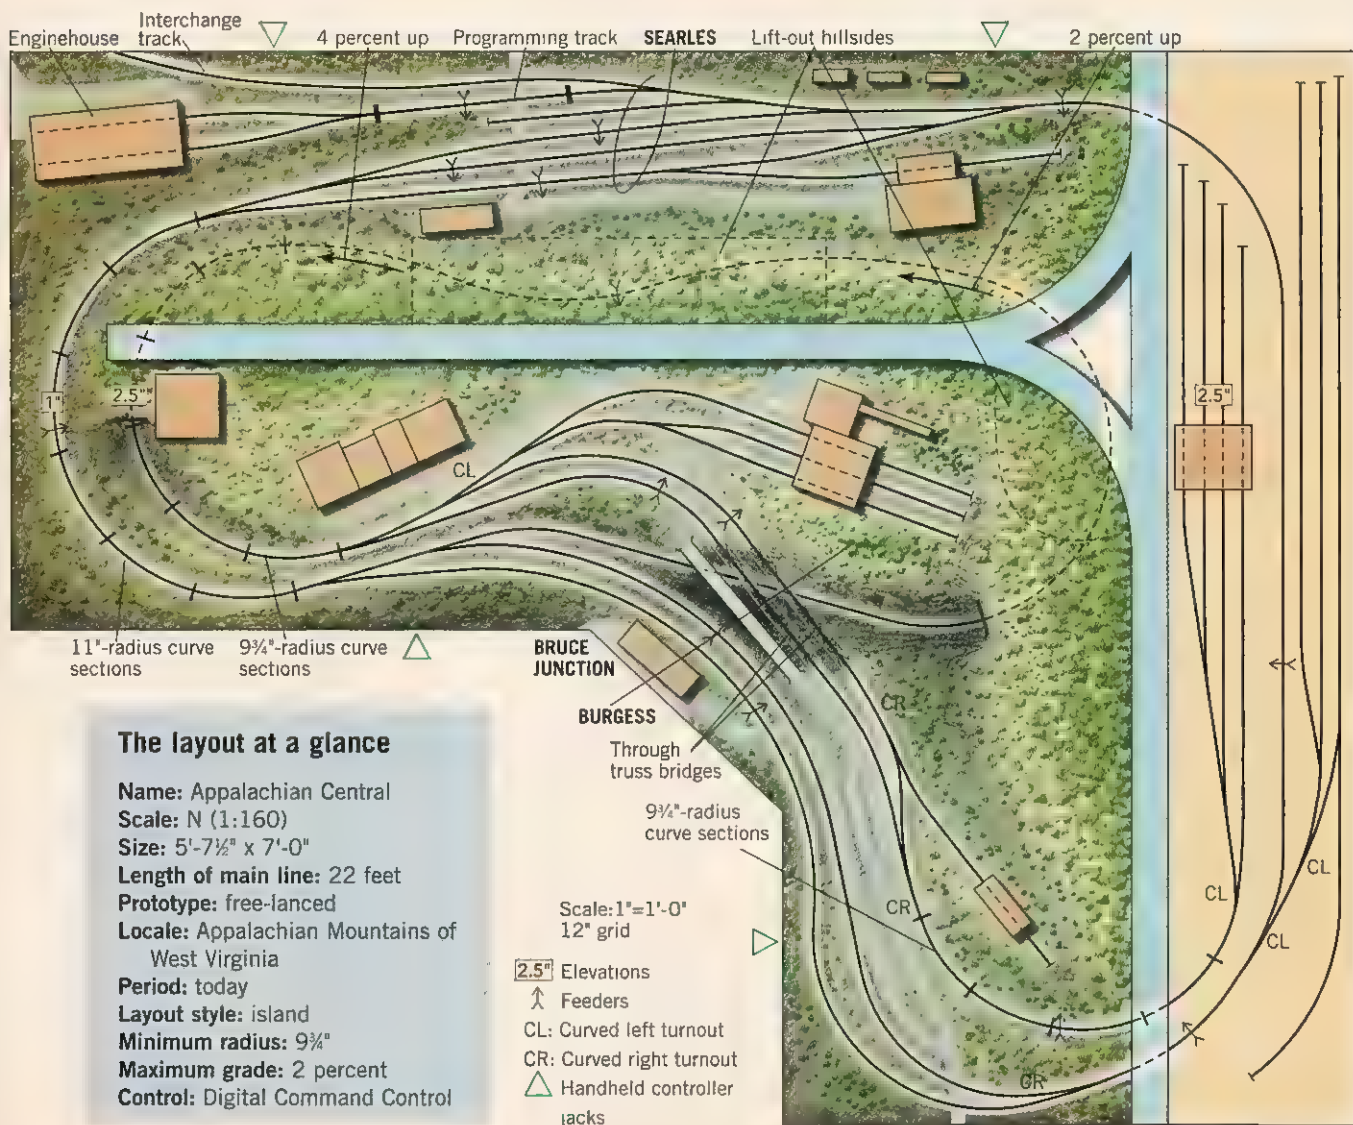 Enginehouse
Interchange
track
4 percent up
Programming track
SEARLES
Lift-out hillsides
2 percent up
1"
2.5"
2.5"
CL
11"-radius curve
sections
9¾"-radius curve
sections
BRUCE
JUNCTION
BURGESS
Through
truss bridges
CR
9¾"-radius
curve sections
CR
CL
CL
CL
CR
The layout at a glance
Name: Appalachian Central
Scale: N (1:160)
Size: 5'-7½" x 7'-0"
Length of main line: 22 feet
Prototype: free-lanced
Locale: Appalachian Mountains of
West Virginia
Period: today
Layout style: island
Minimum radius: 9¾"
Maximum grade: 2 percent
Control: Digital Command Control
Scale: 1"=1'-0"
12" grid
2.5" Elevations
Feeders
CL: Curved left turnout
CR: Curved right turnout
Handheld controller
jacks